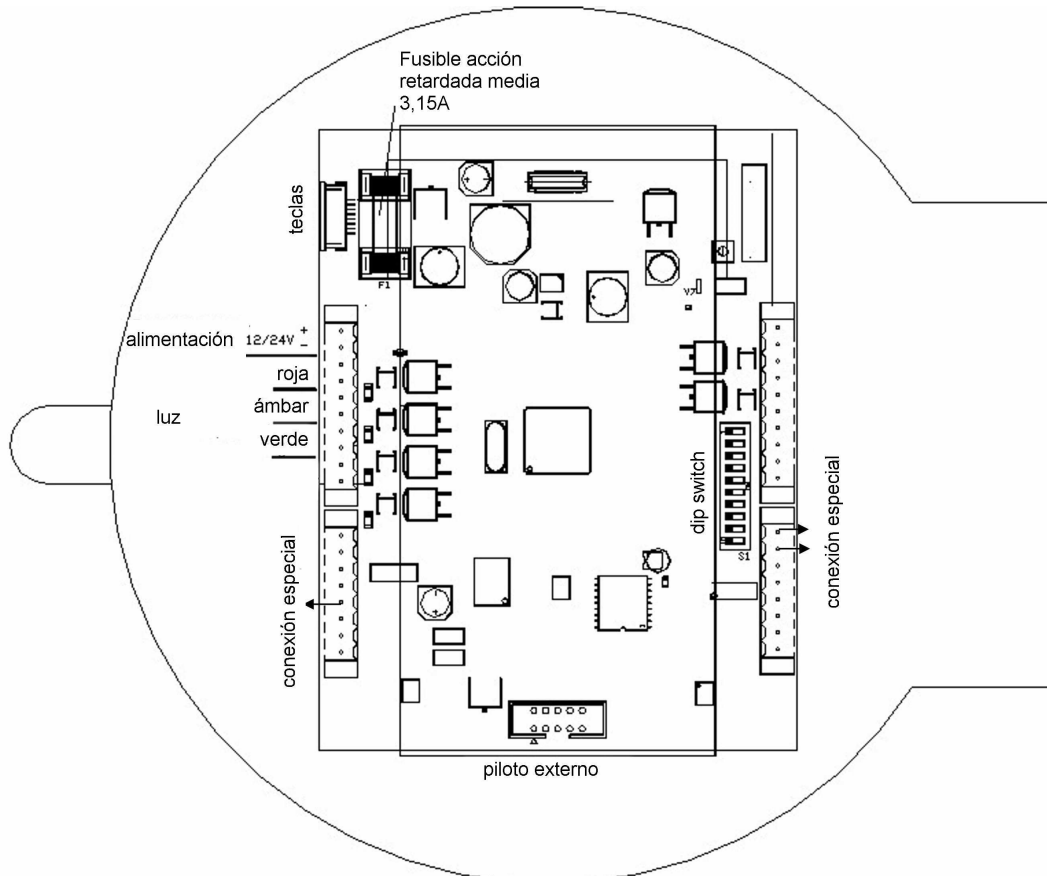 Fusible acción
retardada media
3,15A
teclas
F1
alimentación 12/24V + −
roja
luz
ámbar
verde
V7
dip switch
S1
conexión especial
conexión especial
piloto externo